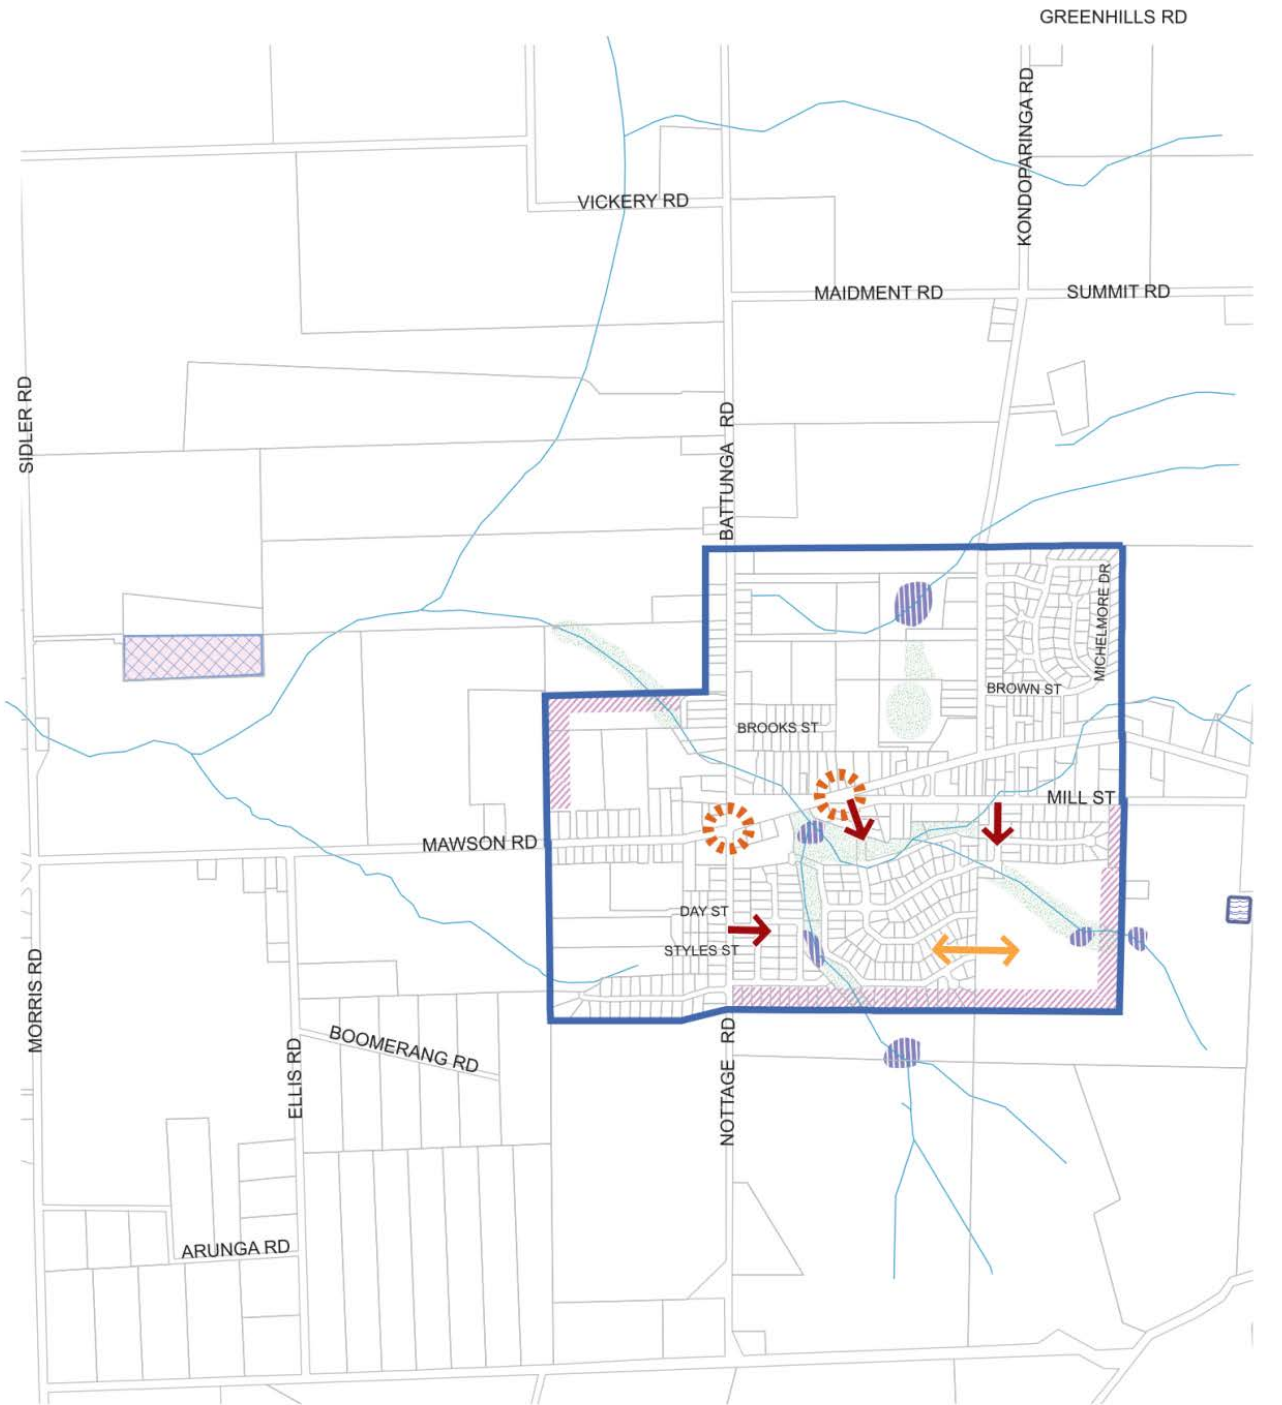 GREENHILLS RD
KONDOPARINGA RD
VICKERY RD
MAIDMENT RD
SUMMIT RD
SIDLER RD
BATTUNGA RD
MICHELMORE DR
BROWN ST
BROOKS ST
MILL ST
MAWSON RD
DAY ST
STYLES ST
MORRIS RD
BOOMERANG RD
ELLIS RD
NOTTAGE RD
ARUNGA RD